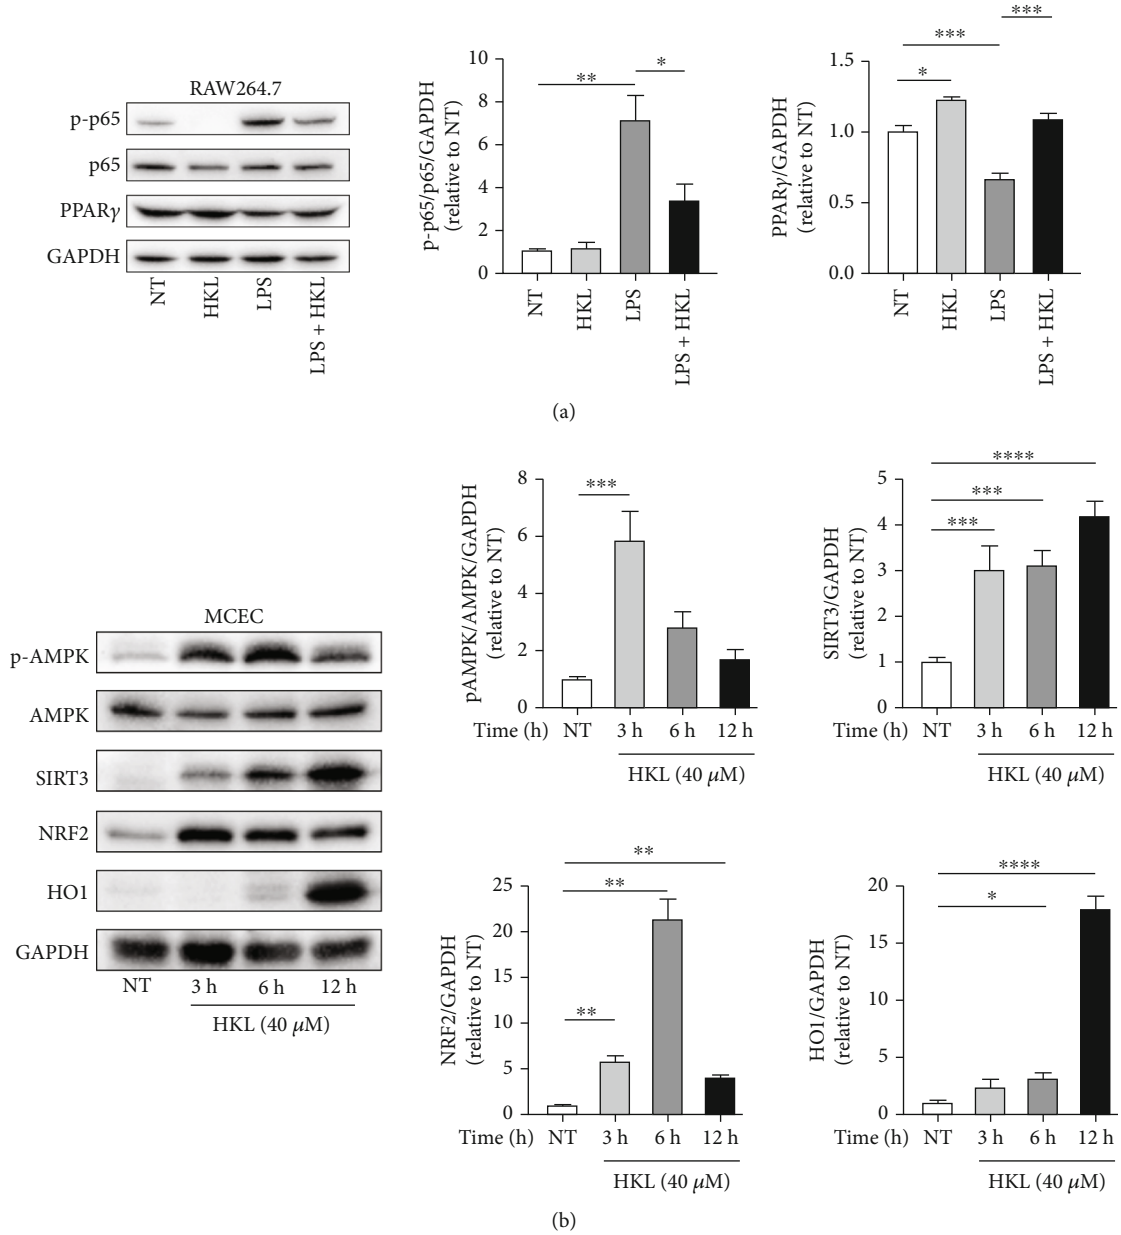 RAW264.7
p-p65
p65
PPARγ
GAPDH
NT
HKL
LPS
LPS + HKL
p-p65/p65/GAPDH
(relative to NT)
10
8
6
4
2
0
**
*
NT
HKL
LPS
LPS + HKL
PPARγ/GAPDH
(relative to NT)
1.5
1.0
0.5
0.0
***
***
*
NT
HKL
LPS
LPS + HKL
(a)
MCEC
p-AMPK
AMPK
SIRT3
NRF2
HO1
GAPDH
NT 3 h 6 h 12 h
HKL (40 μM)
pAMPK/AMPK/GAPDH
(relative to NT)
8
6
4
2
0
***
Time (h) NT 3 h 6 h 12 h
HKL (40 μM)
SIRT3/GAPDH
(relative to NT)
5
4
3
2
1
0
****
***
***
NT 3 h 6 h 12 h
HKL (40 μM)
NRF2/GAPDH
(relative to NT)
25
20
15
10
5
0
**
**
**
Time (h) NT 3 h 6 h 12 h
HKL (40 μM)
HO1/GAPDH
(relative to NT)
20
15
10
5
0
****
*
Time (h) NT 3 h 6 h 12 h
HKL (40 μM)
(b)